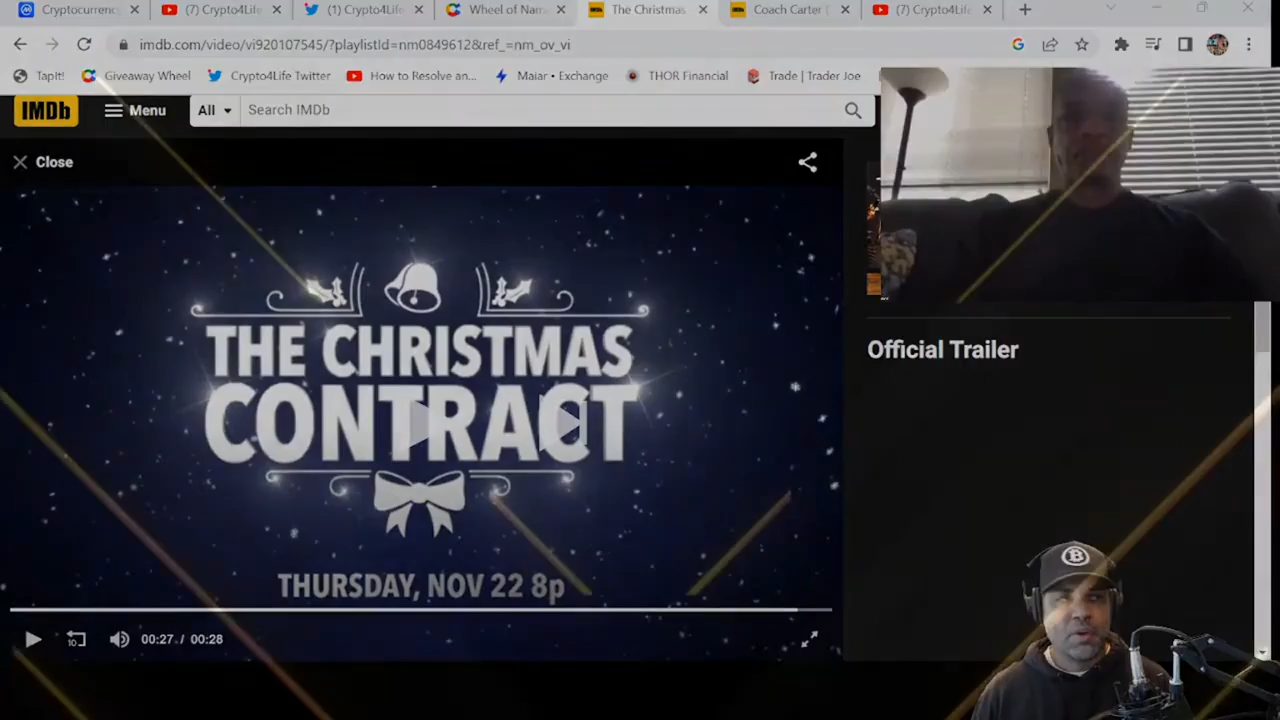 Cryptocurrency
(7) Crypto4Life
(1) Crypto4Life
Wheel of Nam
The Christmas
Coach Carter (
(7) Crypto4Life
imdb.com/video/vi920107545/?playlistId=nm0849612&ref_=nm_ov_vi
TapIt!
Giveaway Wheel
Crypto4Life Twitter
How to Resolve an...
Maiar • Exchange
THOR Financial
Trade | Trader Joe
IMDb
Menu
All
Search IMDb
Close
THE CHRISTMAS
CONTRACT
THURSDAY, NOV 22 8p
Official Trailer
10
00:27 / 00:28